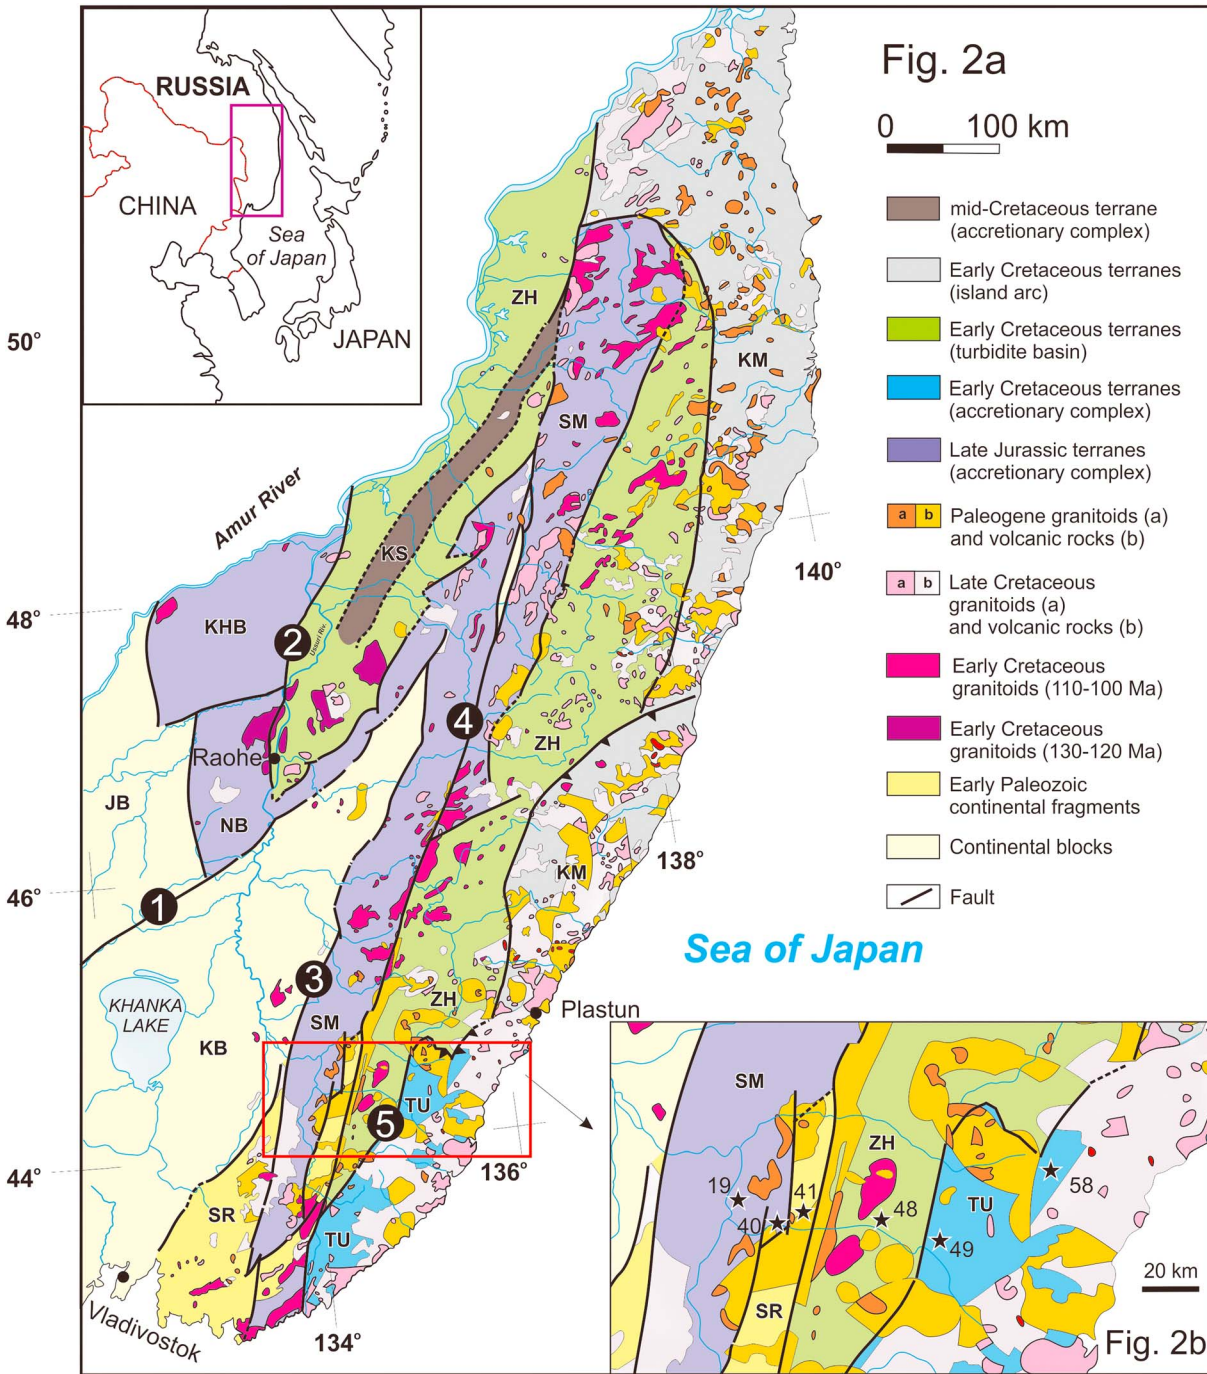 Fig. 2a
0 100 km
RUSSIA
CHINA
Sea
of Japan
JAPAN
mid-Cretaceous terrane
(accretionary complex)
Early Cretaceous terranes
(island arc)
Early Cretaceous terranes
(turbidite basin)
Early Cretaceous terranes
(accretionary complex)
Late Jurassic terranes
(accretionary complex)
a b Paleogene granitoids (a)
and volcanic rocks (b)
a b Late Cretaceous
granitoids (a)
and volcanic rocks (b)
Early Cretaceous
granitoids (110-100 Ma)
Early Cretaceous
granitoids (130-120 Ma)
Early Paleozoic
continental fragments
Continental blocks
Fault
50°
48°
46°
44°
140°
138°
136°
134°
ZH
KM
SM
Amur River
KS
KHB
2
Ussuri Riv.
4
Raohe
ZH
JB
NB
KM
1
Sea of Japan
3
KHANKA
LAKE
ZH
SM
Plastun
KB
TU
5
SR
TU
Vladivostok
SM
ZH
19
41
40
48
49
58
TU
SR
20 km
Fig. 2b